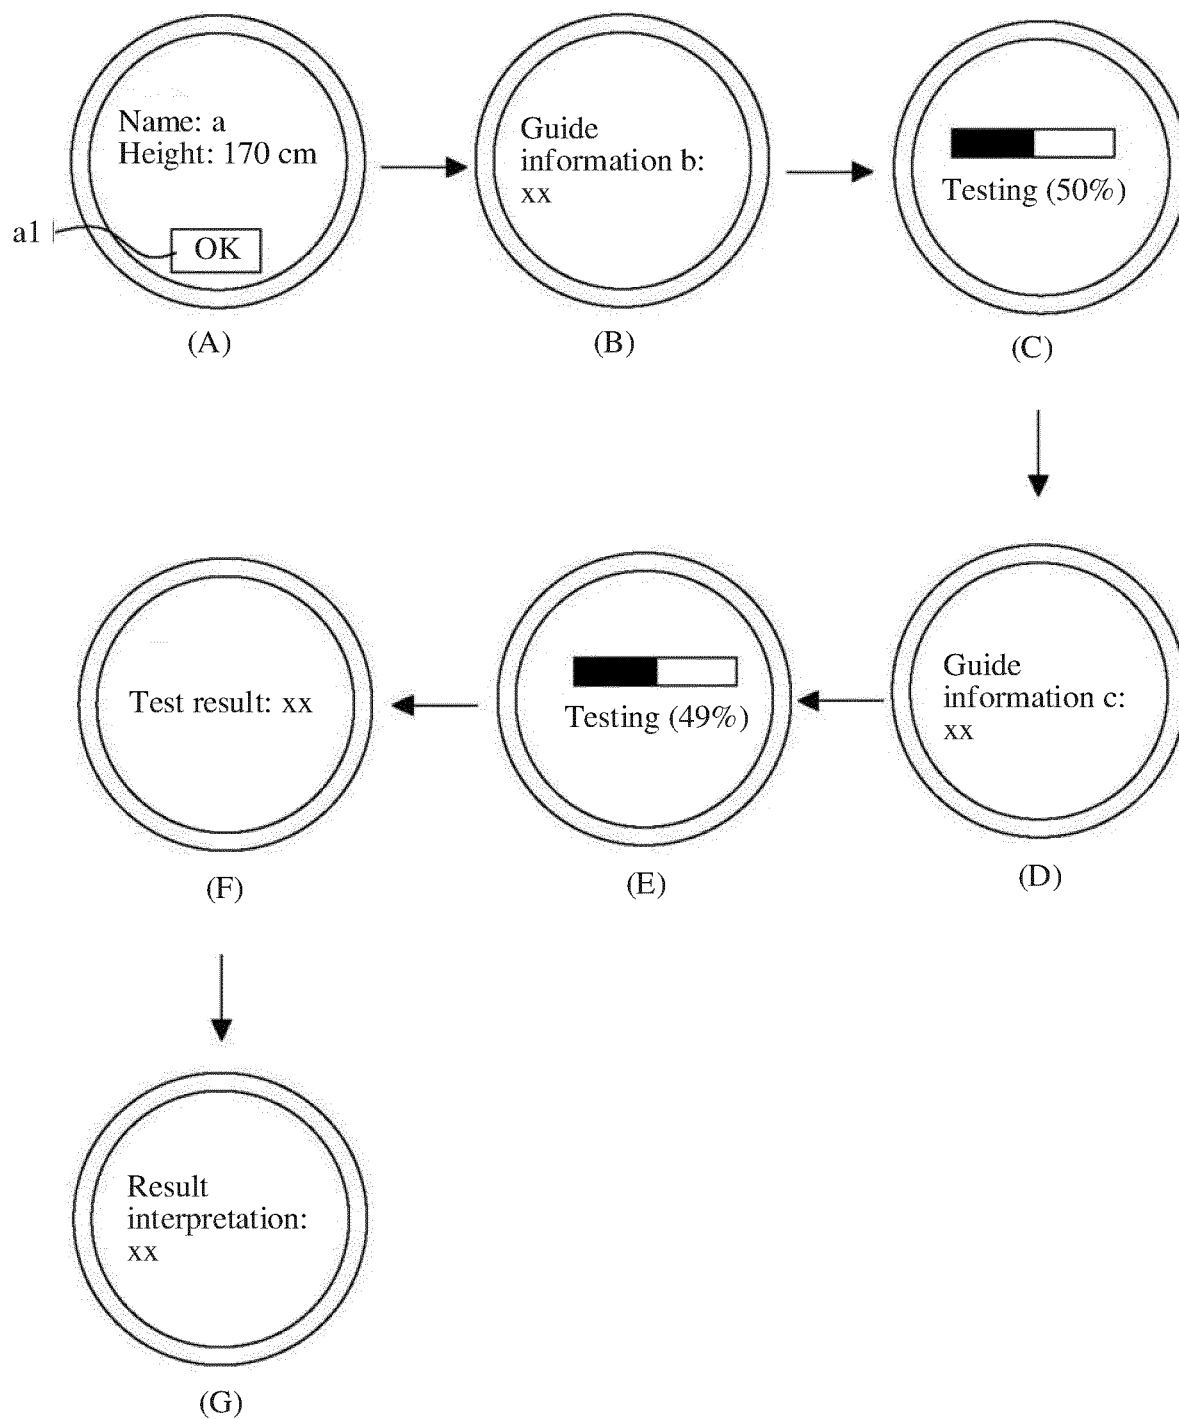 Name: a
Height: 170 cm
a1
OK
(A)
Guide
information b:
xx
(B)
Testing (50%)
(C)
Guide
information c:
xx
(D)
Testing (49%)
(E)
Test result: xx
(F)
Result
interpretation:
xx
(G)